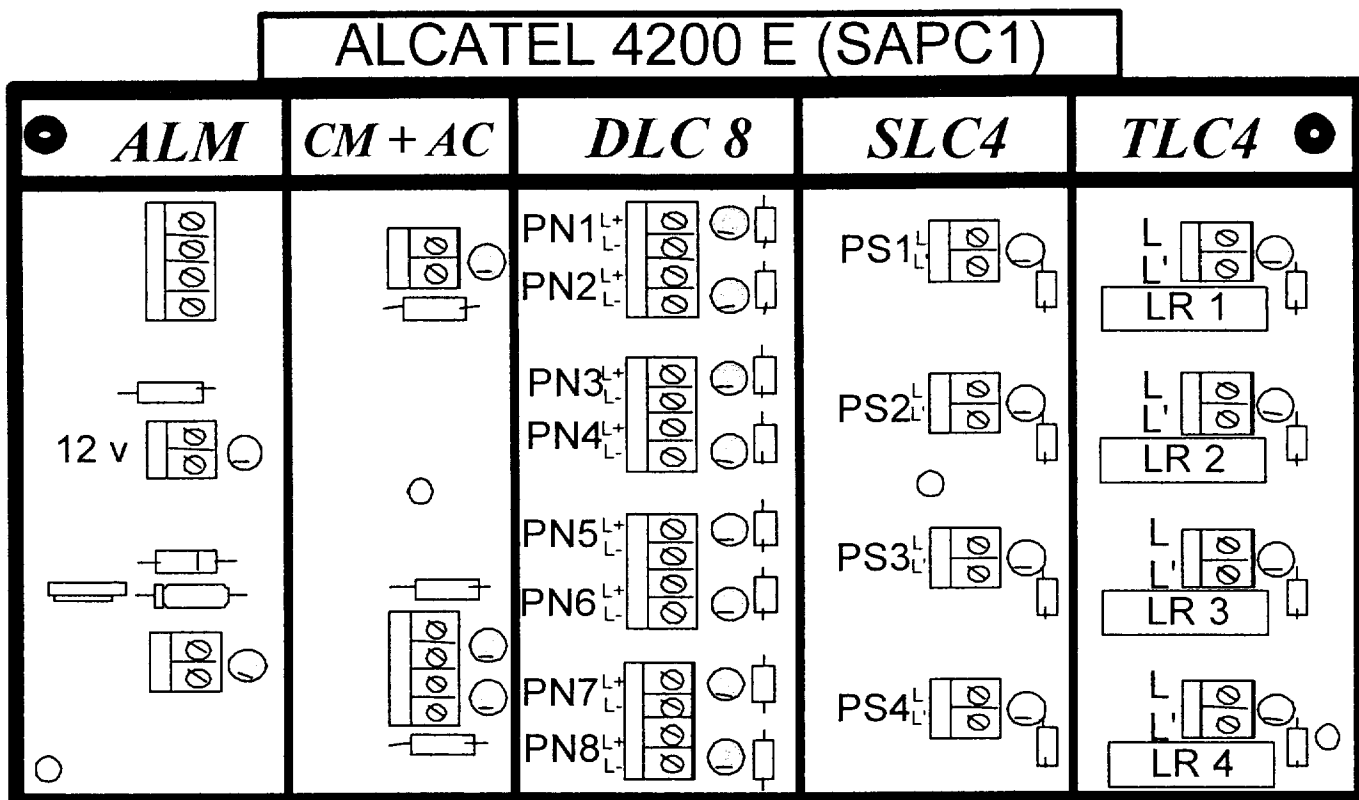 ALCATEL 4200 E (SAPC1)
ALM
CM + AC
DLC 8
SLC4
TLC4
12 v
PN1 L+
L-
PN2 L+
L-
PN3 L+
L-
PN4 L+
L-
PN5 L+
L-
PN6 L+
L-
PN7 L+
L-
PN8 L+
L-
PS1 L
L'
PS2 L
L'
PS3 L
L'
PS4 L
L'
L
L'
LR 1
L
L'
LR 2
L
L'
LR 3
L
L'
LR 4